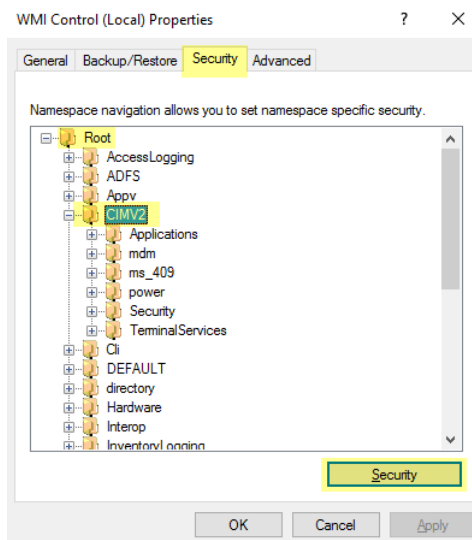 WMI Control (Local) Properties ? ×
General Backup/Restore Security Advanced
Namespace navigation allows you to set namespace specific security.
Root
AccessLogging
ADFS
Appv
CIMV2
Applications
mdm
ms_409
power
Security
TerminalServices
Cli
DEFAULT
directory
Hardware
Interop
InventoryLogging
Security
OK Cancel Apply